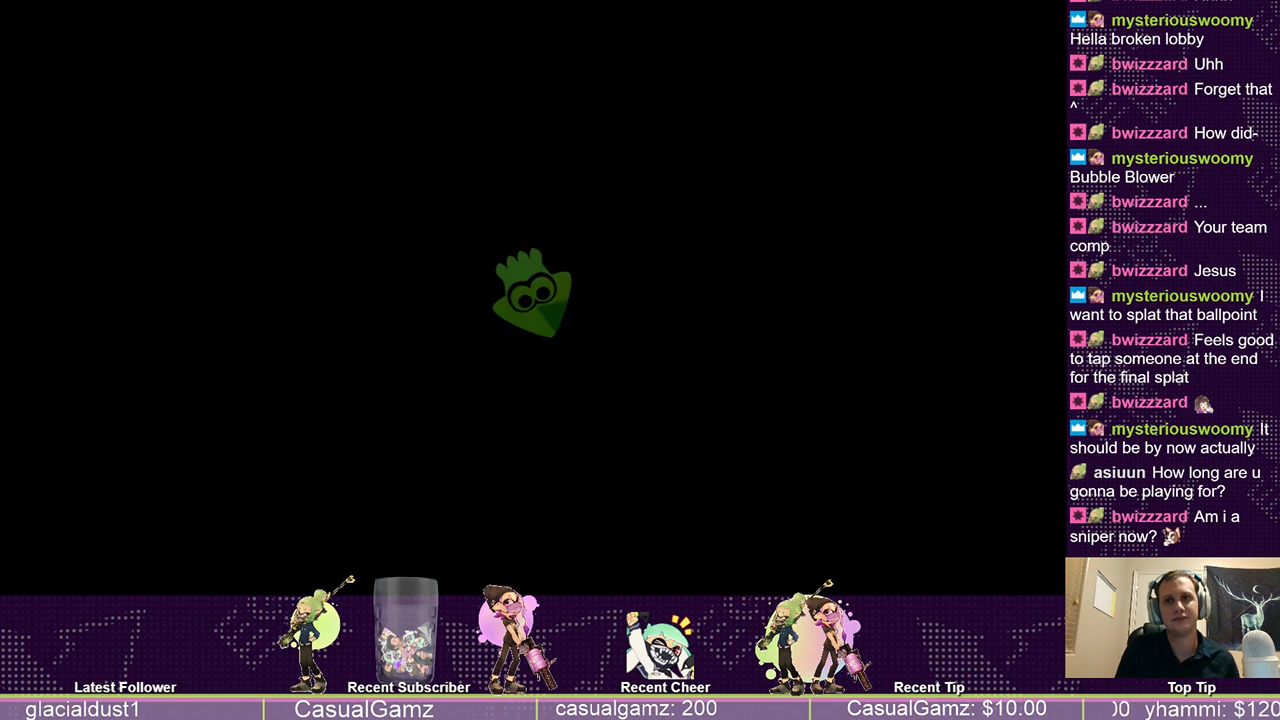 mysteriouswoomy
Hella broken lobby
bwizzzard Uhh
bwizzzard Forget that
^
bwizzzard How did-
mysteriouswoomy
Bubble Blower
bwizzzard ...
bwizzzard Your team
comp
bwizzzard Jesus
mysteriouswoomy I
want to splat that ballpoint
bwizzzard Feels good
to tap someone at the end
for the final splat
bwizzzard
mysteriouswoomy It
should be by now actually
asiuun How long are u
gonna be playing for?
bwizzzard Am i a
sniper now?
Latest Follower
Recent Subscriber
Recent Cheer
Recent Tip
Top Tip
glacialdust1
CasualGamz
casualgamz: 200
CasualGamz: $10.00
yhammi: $120